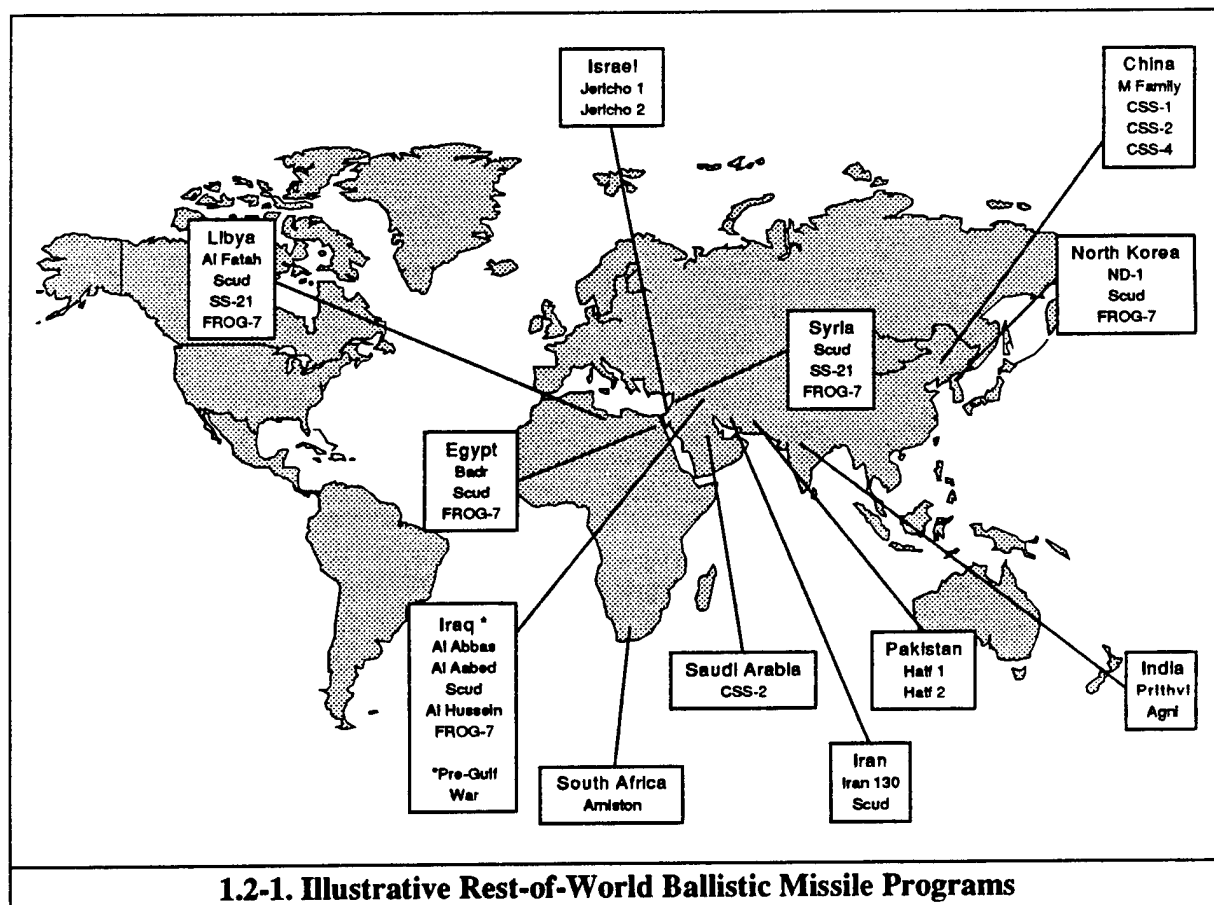 Israel
Jericho 1
Jericho 2
China
M Family
CSS-1
CSS-2
CSS-4
Libya
Al Fatah
Scud
SS-21
FROG-7
North Korea
ND-1
Scud
FROG-7
Syria
Scud
SS-21
FROG-7
Egypt
Badr
Scud
FROG-7
Iraq *
Al Abbas
Al Aabed
Scud
Al Hussein
FROG-7
*Pre-Gulf
War
South Africa
Arniston
Saudi Arabia
CSS-2
Iran
Iran 130
Scud
Pakistan
Hatf 1
Hatf 2
India
Prithvi
Agni
1.2-1. Illustrative Rest-of-World Ballistic Missile Programs